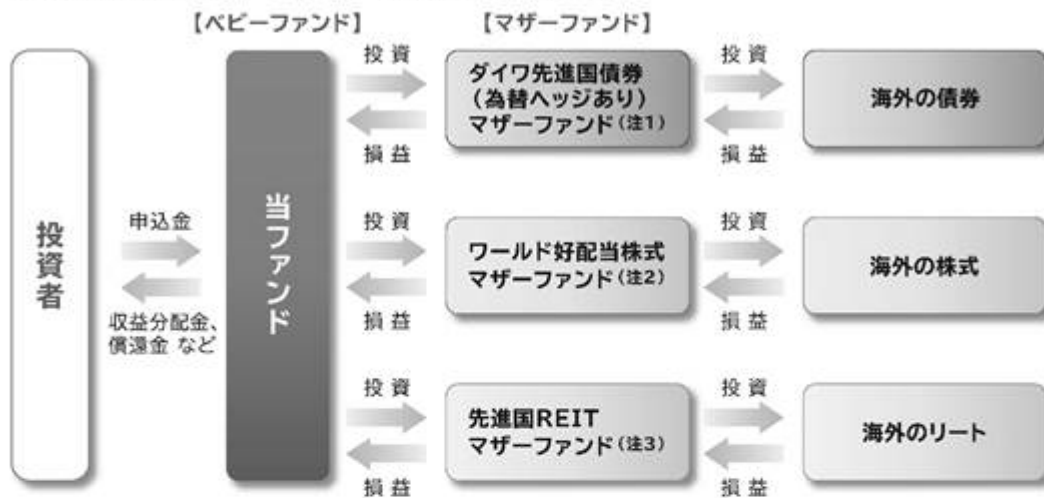 【ベビーファンド】
【マザーファンド】
投資者
申込金
収益分配金、
償還金 など
当ファンド
投 資
損 益
ダイワ先進国債券
(為替ヘッジあり)
マザーファンド(注1)
投 資
損 益
海外の債券
投 資
損 益
ワールド好配当株式
マザーファンド(注2)
投 資
損 益
海外の株式
投 資
損 益
先進国REIT
マザーファンド(注3)
投 資
損 益
海外のリート